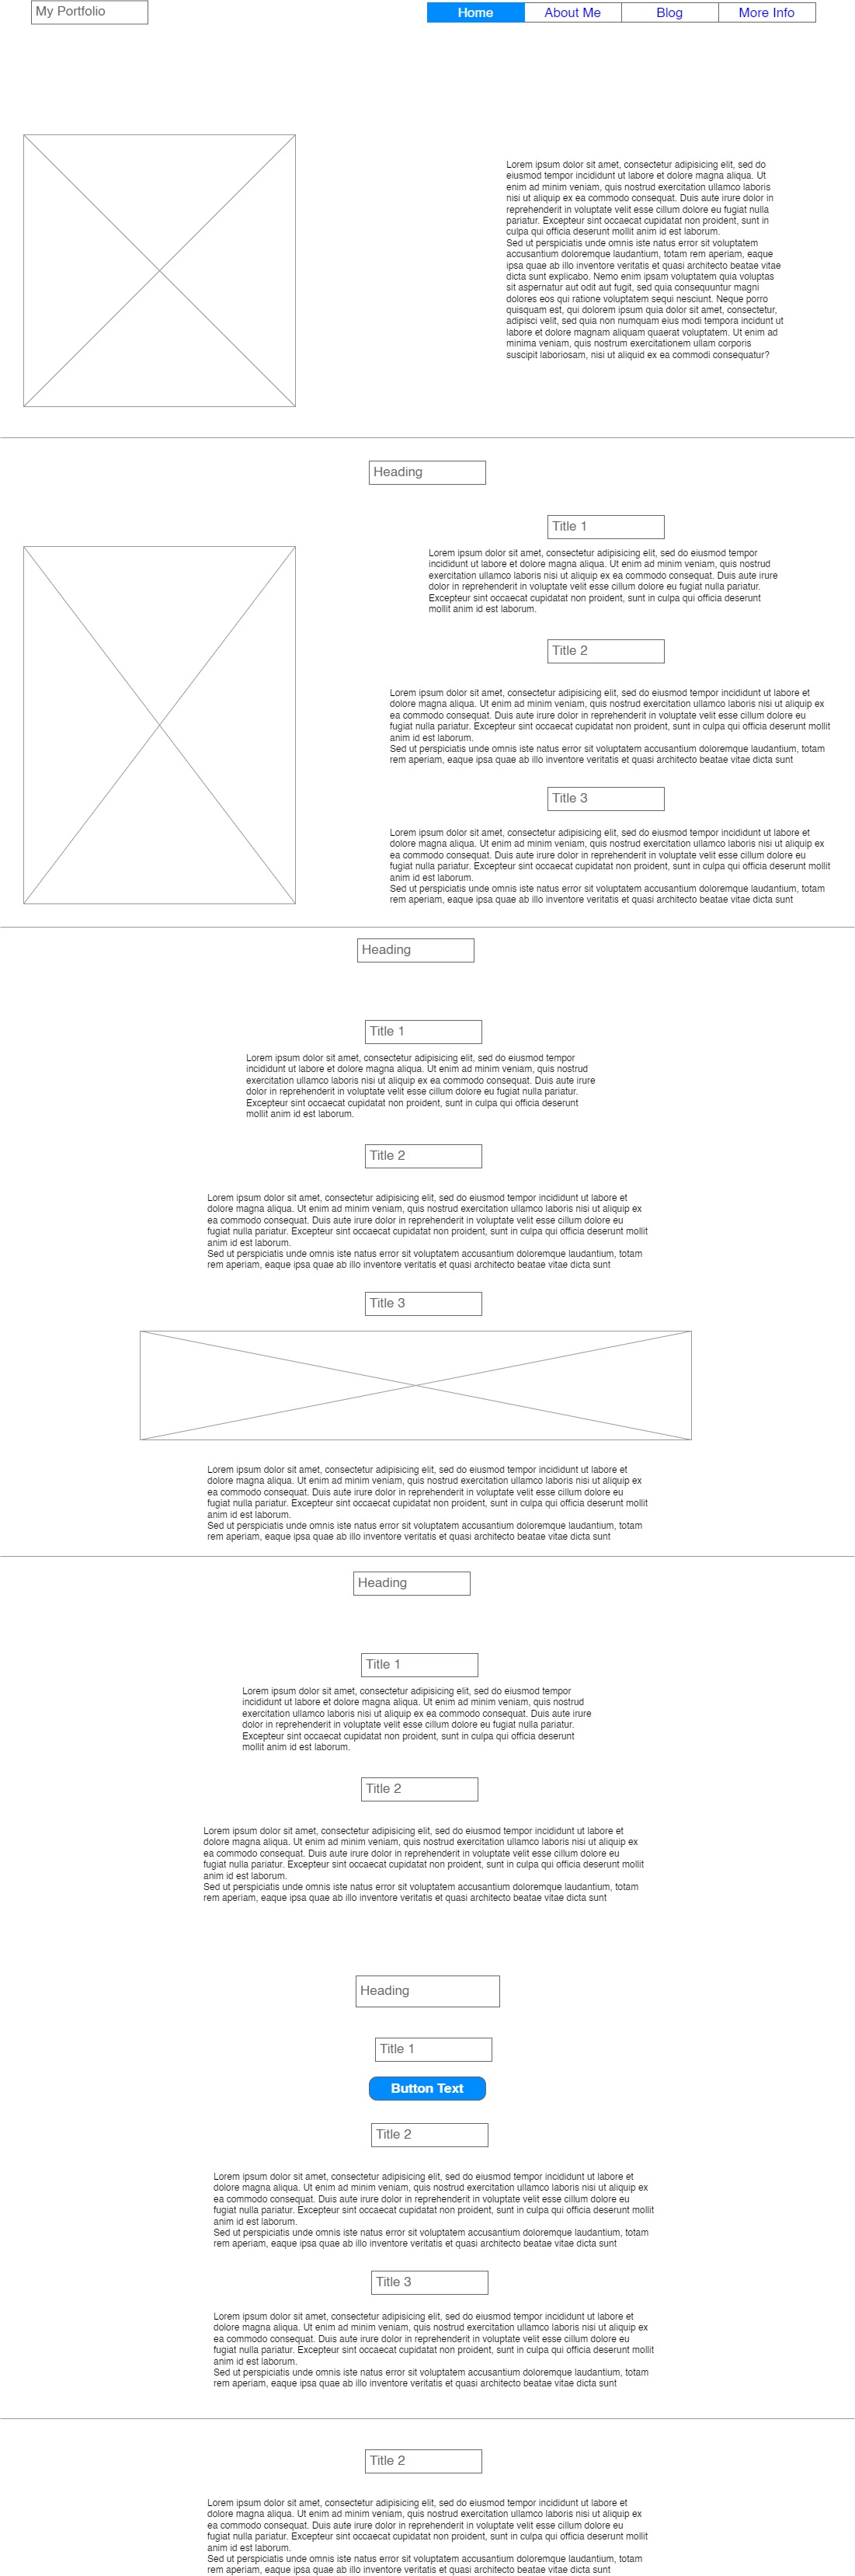 My Portfolio
Home
About Me
Blog
More Info
Lorem ipsum dolor sit amet, consectetur adipisicing elit, sed do
eiusmod tempor incididunt ut labore et dolore magna aliqua. Ut
enim ad minim veniam, quis nostrud exercitation ullamco laboris
nisi ut aliquip ex ea commodo consequat. Duis aute irure dolor in
reprehenderit in voluptate velit esse cillum dolore eu fugiat nulla
pariatur. Excepteur sint occaecat cupidatat non proident, sunt in
culpa qui officia deserunt mollit anim id est laborum.
Sed ut perspiciatis unde omnis iste natus error sit voluptatem
accusantium doloremque laudantium, totam rem aperiam, eaque
ipsa quae ab illo inventore veritatis et quasi architecto beatae vitae
dicta sunt explicabo. Nemo enim ipsam voluptatem quia voluptas
sit aspernatur aut odit aut fugit, sed quia consequuntur magni
dolores eos qui ratione voluptatem sequi nesciunt. Neque porro
quisquam est, qui dolorem ipsum quia dolor sit amet, consectetur,
adipisci velit, sed quia non numquam eius modi tempora incidunt ut
labore et dolore magnam aliquam quaerat voluptatem. Ut enim ad
minima veniam, quis nostrum exercitationem ullam corporis
suscipit laboriosam, nisi ut aliquid ex ea commodi consequatur?
Heading
Title 1
Lorem ipsum dolor sit amet, consectetur adipisicing elit, sed do eiusmod tempor
incididunt ut labore et dolore magna aliqua. Ut enim ad minim veniam, quis nostrud
exercitation ullamco laboris nisi ut aliquip ex ea commodo consequat. Duis aute irure
dolor in reprehenderit in voluptate velit esse cillum dolore eu fugiat nulla pariatur.
Excepteur sint occaecat cupidatat non proident, sunt in culpa qui officia deserunt
mollit anim id est laborum.
Title 2
Lorem ipsum dolor sit amet, consectetur adipisicing elit, sed do eiusmod tempor incididunt ut labore et
dolore magna aliqua. Ut enim ad minim veniam, quis nostrud exercitation ullamco laboris nisi ut aliquip ex
ea commodo consequat. Duis aute irure dolor in reprehenderit in voluptate velit esse cillum dolore eu
fugiat nulla pariatur. Excepteur sint occaecat cupidatat non proident, sunt in culpa qui officia deserunt mollit
anim id est laborum.
Sed ut perspiciatis unde omnis iste natus error sit voluptatem accusantium doloremque laudantium, totam
rem aperiam, eaque ipsa quae ab illo inventore veritatis et quasi architecto beatae vitae dicta sunt
Title 3
Lorem ipsum dolor sit amet, consectetur adipisicing elit, sed do eiusmod tempor incididunt ut labore et
dolore magna aliqua. Ut enim ad minim veniam, quis nostrud exercitation ullamco laboris nisi ut aliquip ex
ea commodo consequat. Duis aute irure dolor in reprehenderit in voluptate velit esse cillum dolore eu
fugiat nulla pariatur. Excepteur sint occaecat cupidatat non proident, sunt in culpa qui officia deserunt mollit
anim id est laborum.
Sed ut perspiciatis unde omnis iste natus error sit voluptatem accusantium doloremque laudantium, totam
rem aperiam, eaque ipsa quae ab illo inventore veritatis et quasi architecto beatae vitae dicta sunt
Heading
Title 1
Lorem ipsum dolor sit amet, consectetur adipisicing elit, sed do eiusmod tempor
incididunt ut labore et dolore magna aliqua. Ut enim ad minim veniam, quis nostrud
exercitation ullamco laboris nisi ut aliquip ex ea commodo consequat. Duis aute irure
dolor in reprehenderit in voluptate velit esse cillum dolore eu fugiat nulla pariatur.
Excepteur sint occaecat cupidatat non proident, sunt in culpa qui officia deserunt
mollit anim id est laborum.
Title 2
Lorem ipsum dolor sit amet, consectetur adipisicing elit, sed do eiusmod tempor incididunt ut labore et
dolore magna aliqua. Ut enim ad minim veniam, quis nostrud exercitation ullamco laboris nisi ut aliquip ex
ea commodo consequat. Duis aute irure dolor in reprehenderit in voluptate velit esse cillum dolore eu
fugiat nulla pariatur. Excepteur sint occaecat cupidatat non proident, sunt in culpa qui officia deserunt mollit
anim id est laborum.
Sed ut perspiciatis unde omnis iste natus error sit voluptatem accusantium doloremque laudantium, totam
rem aperiam, eaque ipsa quae ab illo inventore veritatis et quasi architecto beatae vitae dicta sunt
Title 3
Lorem ipsum dolor sit amet, consectetur adipisicing elit, sed do eiusmod tempor incididunt ut labore et
dolore magna aliqua. Ut enim ad minim veniam, quis nostrud exercitation ullamco laboris nisi ut aliquip ex
ea commodo consequat. Duis aute irure dolor in reprehenderit in voluptate velit esse cillum dolore eu
fugiat nulla pariatur. Excepteur sint occaecat cupidatat non proident, sunt in culpa qui officia deserunt mollit
anim id est laborum.
Sed ut perspiciatis unde omnis iste natus error sit voluptatem accusantium doloremque laudantium, totam
rem aperiam, eaque ipsa quae ab illo inventore veritatis et quasi architecto beatae vitae dicta sunt
Heading
Title 1
Lorem ipsum dolor sit amet, consectetur adipisicing elit, sed do eiusmod tempor
incididunt ut labore et dolore magna aliqua. Ut enim ad minim veniam, quis nostrud
exercitation ullamco laboris nisi ut aliquip ex ea commodo consequat. Duis aute irure
dolor in reprehenderit in voluptate velit esse cillum dolore eu fugiat nulla pariatur.
Excepteur sint occaecat cupidatat non proident, sunt in culpa qui officia deserunt
mollit anim id est laborum.
Title 2
Lorem ipsum dolor sit amet, consectetur adipisicing elit, sed do eiusmod tempor incididunt ut labore et
dolore magna aliqua. Ut enim ad minim veniam, quis nostrud exercitation ullamco laboris nisi ut aliquip ex
ea commodo consequat. Duis aute irure dolor in reprehenderit in voluptate velit esse cillum dolore eu
fugiat nulla pariatur. Excepteur sint occaecat cupidatat non proident, sunt in culpa qui officia deserunt mollit
anim id est laborum.
Sed ut perspiciatis unde omnis iste natus error sit voluptatem accusantium doloremque laudantium, totam
rem aperiam, eaque ipsa quae ab illo inventore veritatis et quasi architecto beatae vitae dicta sunt
Heading
Title 1
Button Text
Title 2
Lorem ipsum dolor sit amet, consectetur adipisicing elit, sed do eiusmod tempor incididunt ut labore et
dolore magna aliqua. Ut enim ad minim veniam, quis nostrud exercitation ullamco laboris nisi ut aliquip ex
ea commodo consequat. Duis aute irure dolor in reprehenderit in voluptate velit esse cillum dolore eu
fugiat nulla pariatur. Excepteur sint occaecat cupidatat non proident, sunt in culpa qui officia deserunt mollit
anim id est laborum.
Sed ut perspiciatis unde omnis iste natus error sit voluptatem accusantium doloremque laudantium, totam
rem aperiam, eaque ipsa quae ab illo inventore veritatis et quasi architecto beatae vitae dicta sunt
Title 3
Lorem ipsum dolor sit amet, consectetur adipisicing elit, sed do eiusmod tempor incididunt ut labore et
dolore magna aliqua. Ut enim ad minim veniam, quis nostrud exercitation ullamco laboris nisi ut aliquip ex
ea commodo consequat. Duis aute irure dolor in reprehenderit in voluptate velit esse cillum dolore eu
fugiat nulla pariatur. Excepteur sint occaecat cupidatat non proident, sunt in culpa qui officia deserunt mollit
anim id est laborum.
Sed ut perspiciatis unde omnis iste natus error sit voluptatem accusantium doloremque laudantium, totam
rem aperiam, eaque ipsa quae ab illo inventore veritatis et quasi architecto beatae vitae dicta sunt
Title 2
Lorem ipsum dolor sit amet, consectetur adipisicing elit, sed do eiusmod tempor incididunt ut labore et
dolore magna aliqua. Ut enim ad minim veniam, quis nostrud exercitation ullamco laboris nisi ut aliquip ex
ea commodo consequat. Duis aute irure dolor in reprehenderit in voluptate velit esse cillum dolore eu
fugiat nulla pariatur. Excepteur sint occaecat cupidatat non proident, sunt in culpa qui officia deserunt mollit
anim id est laborum.
Sed ut perspiciatis unde omnis iste natus error sit voluptatem accusantium doloremque laudantium, totam
rem aperiam, eaque ipsa quae ab illo inventore veritatis et quasi architecto beatae vitae dicta sunt